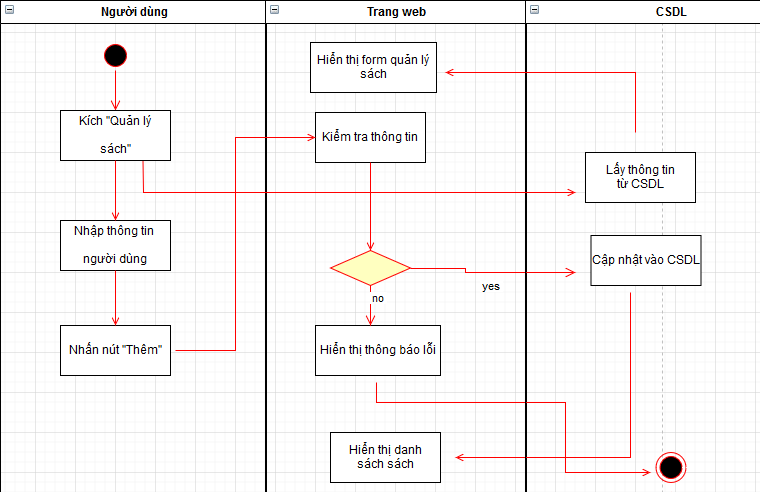 Người dùng
Trang web
CSDL
Hiển thị form quản lý
sách
Kích "Quản lý
sách"
Kiểm tra thông tin
Lấy thông tin
từ CSDL
Nhập thông tin
người dùng
Cập nhật vào CSDL
yes
no
Nhấn nút "Thêm"
Hiển thị thông báo lỗi
Hiển thị danh
sách sách